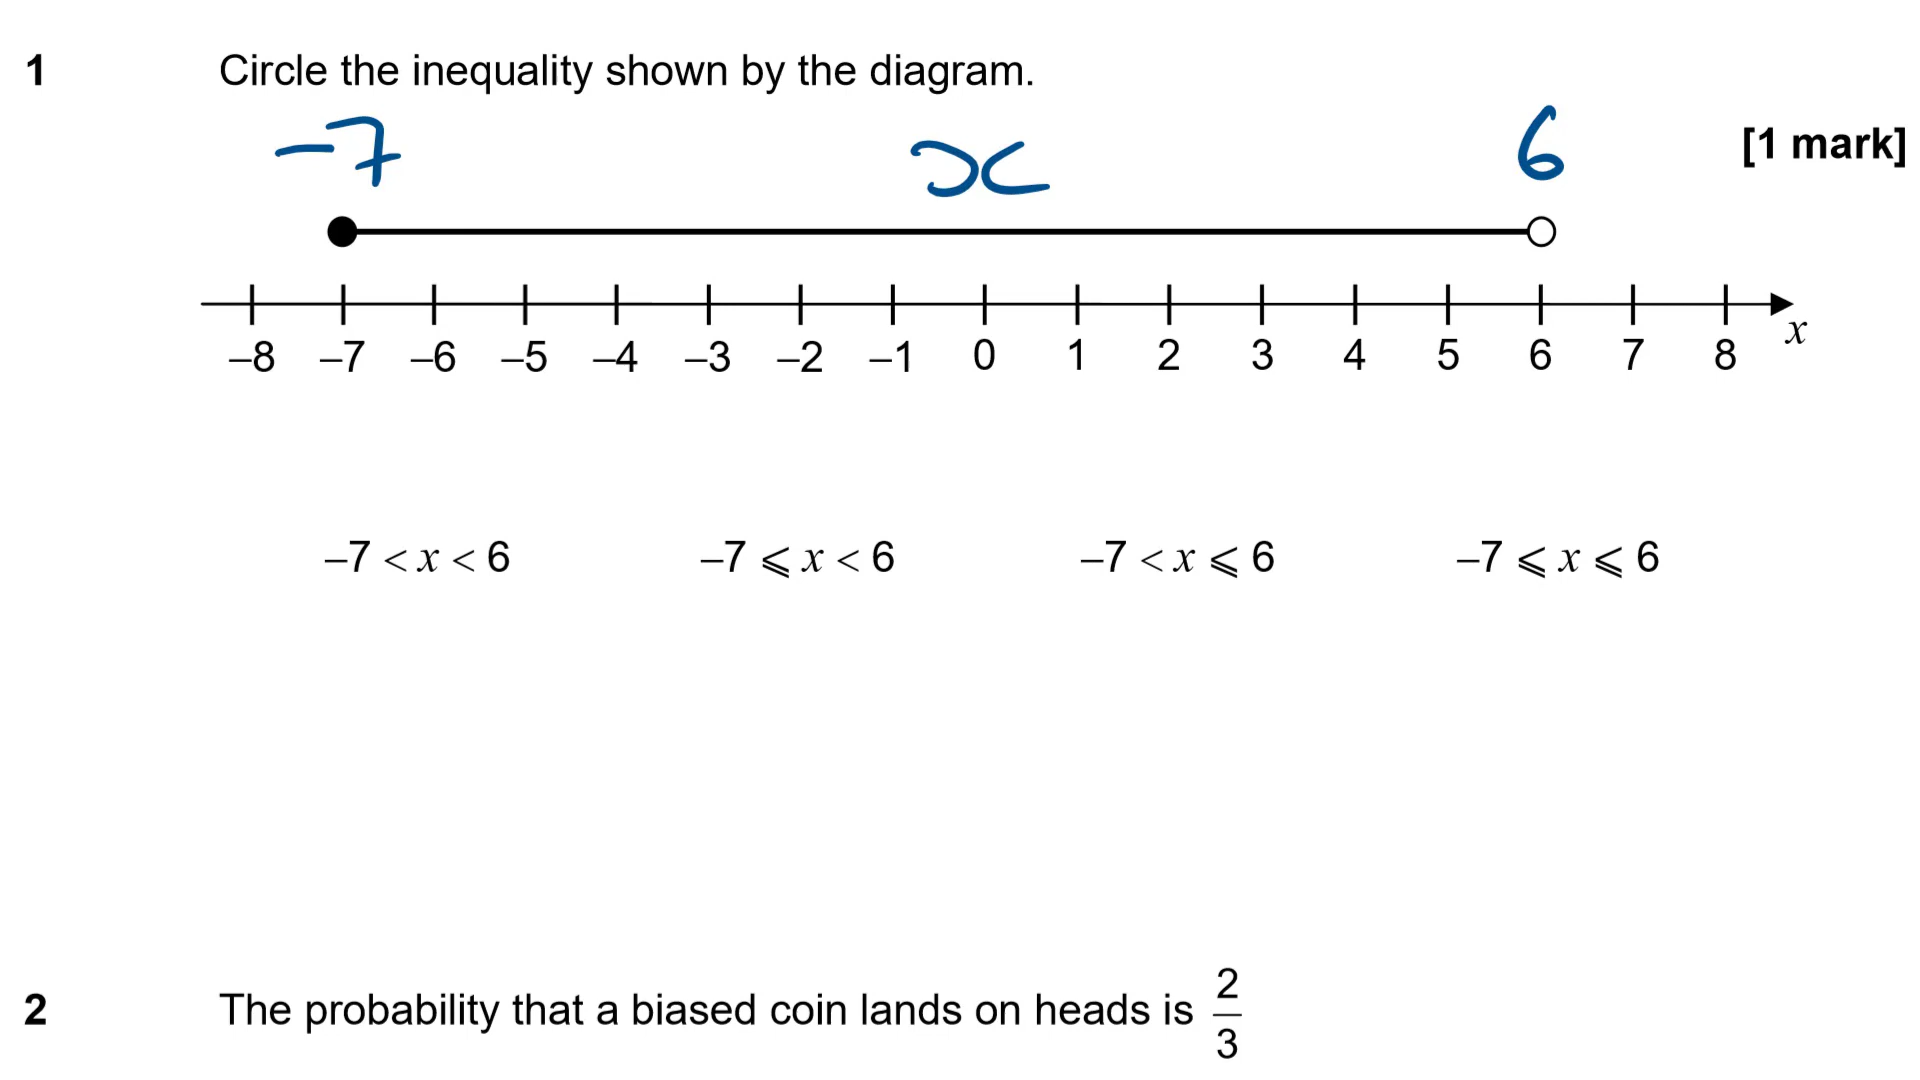 1 Circle the inequality shown by the diagram.
[1 mark]
−7 x 6
–8 –7 –6 –5 –4 –3 –2 –1 0 1 2 3 4 5 6 7 8 x
–7 < x < 6 –7 ⩽ x < 6 –7 < x ⩽ 6 –7 ⩽ x ⩽ 6
2 The probability that a biased coin lands on heads is 2/3